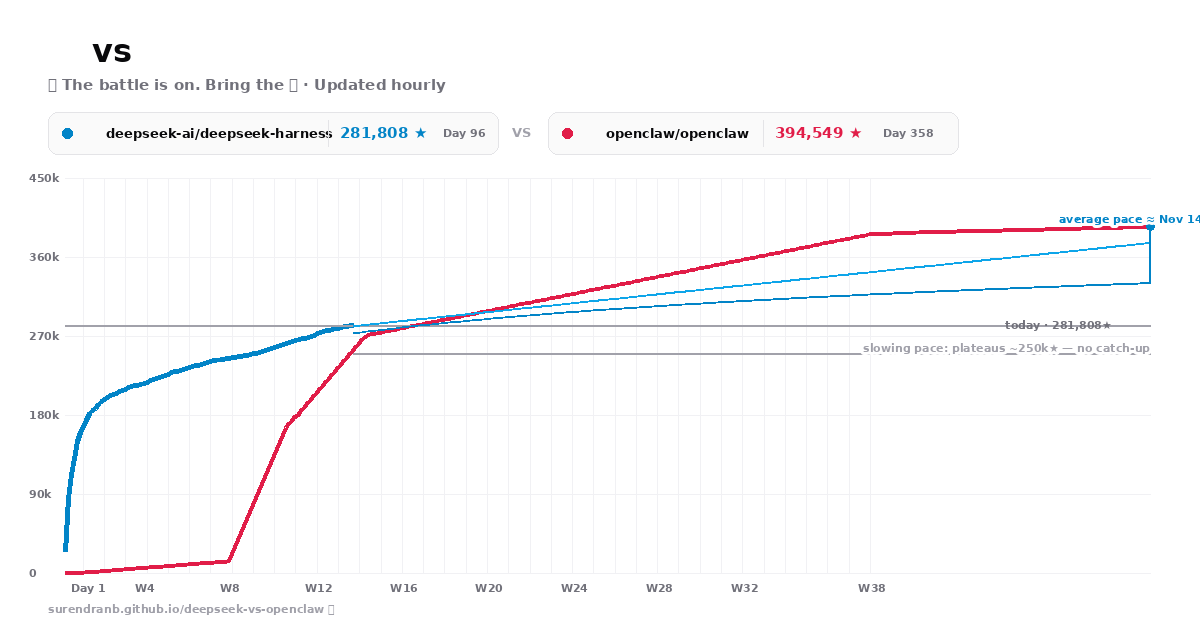 vs
The battle is on. Bring the · Updated hourly
deepseek-ai/deepseek-harness 281,808 ★ Day 96 VS openclaw/openclaw 394,549 ★ Day 358
450k
average pace ≈ Nov 14
360k
today · 281,808★
270k
slowing pace: plateaus ~250k★ — no catch-up
180k
90k
0
Day 1 W4 W8 W12 W16 W20 W24 W28 W32 W38
surendranb.github.io/deepseek-vs-openclaw